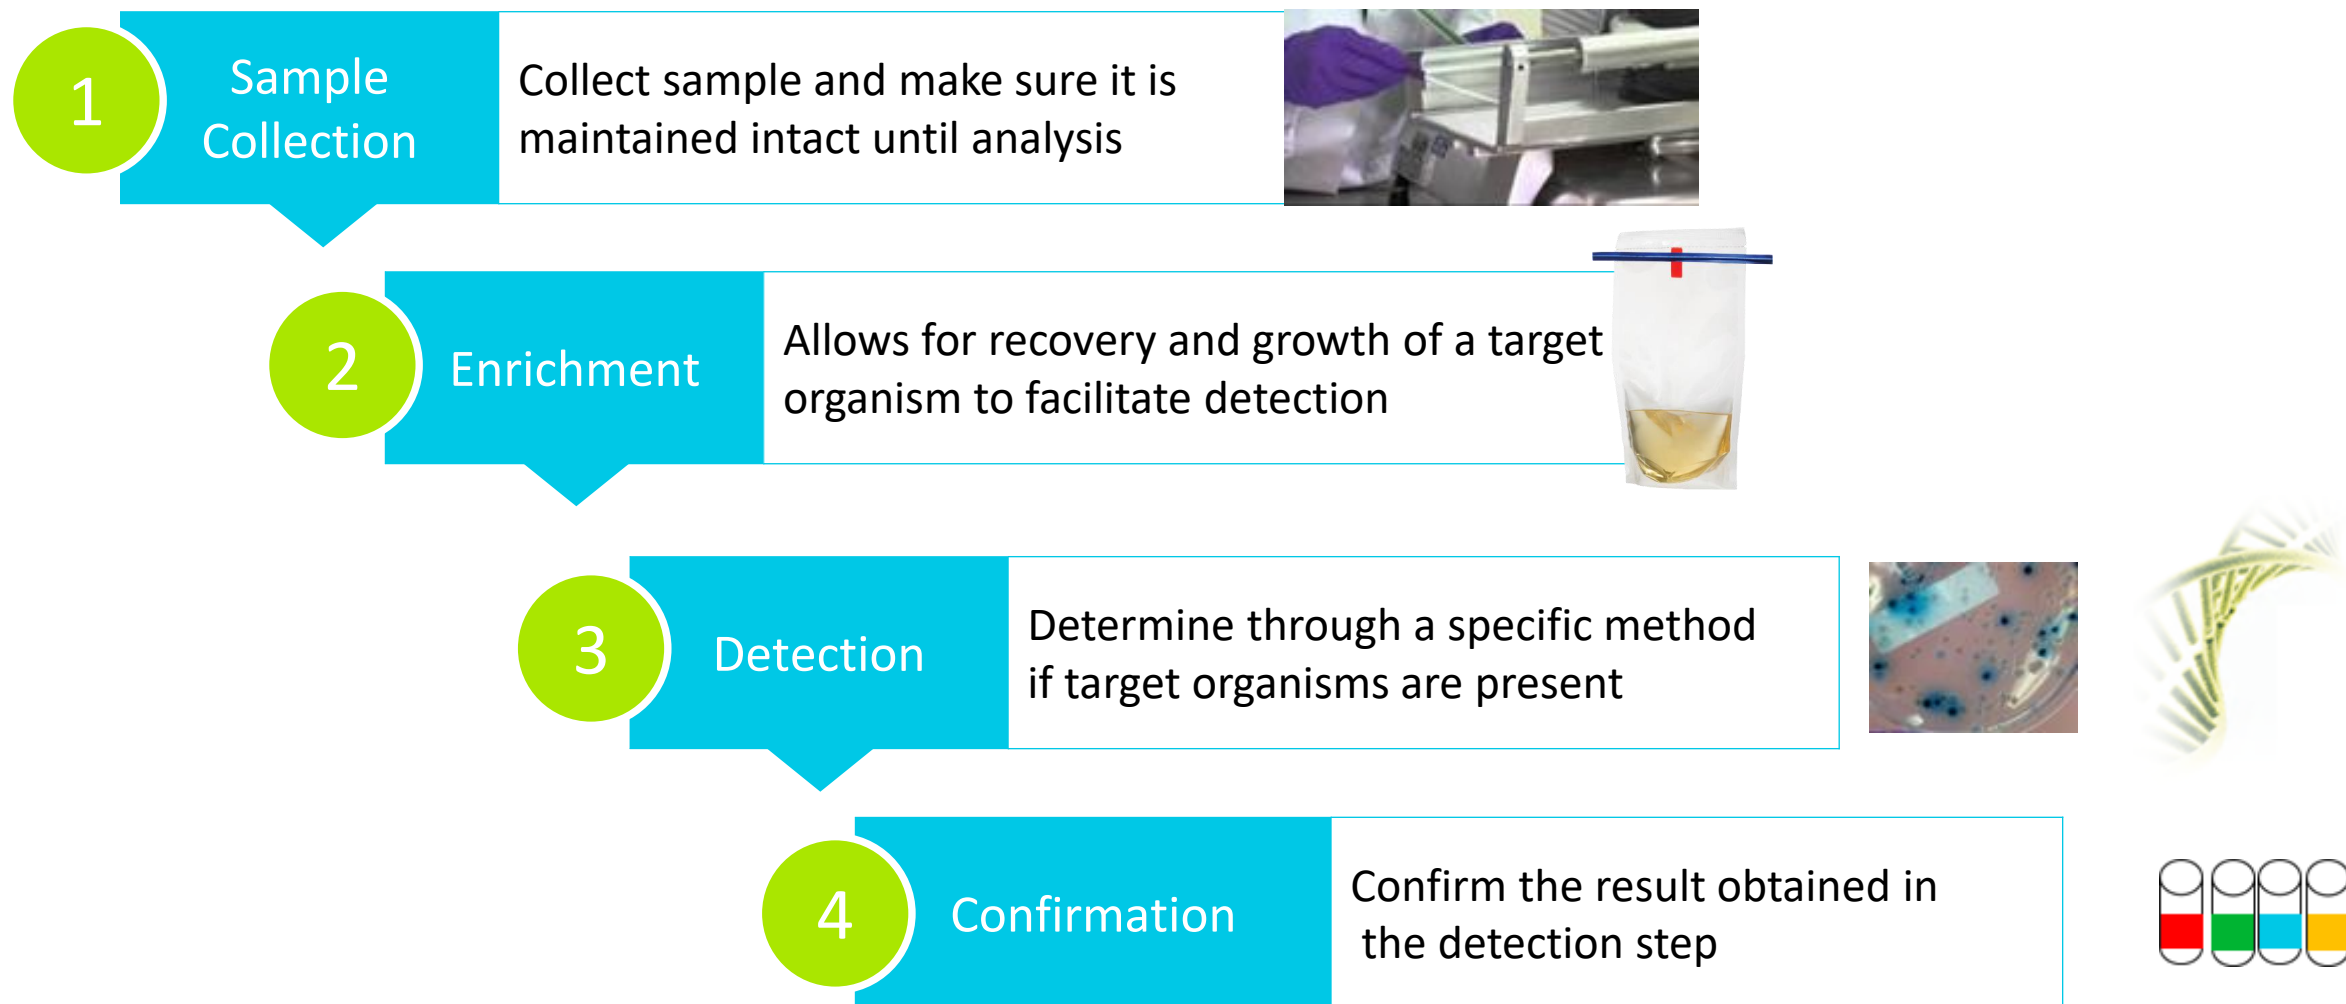 1
Sample
Collection
Collect sample and make sure it is
maintained intact until analysis
2
Enrichment
Allows for recovery and growth of a target
organism to facilitate detection
3
Detection
Determine through a specific method
if target organisms are present
4
Confirmation
Confirm the result obtained in
the detection step